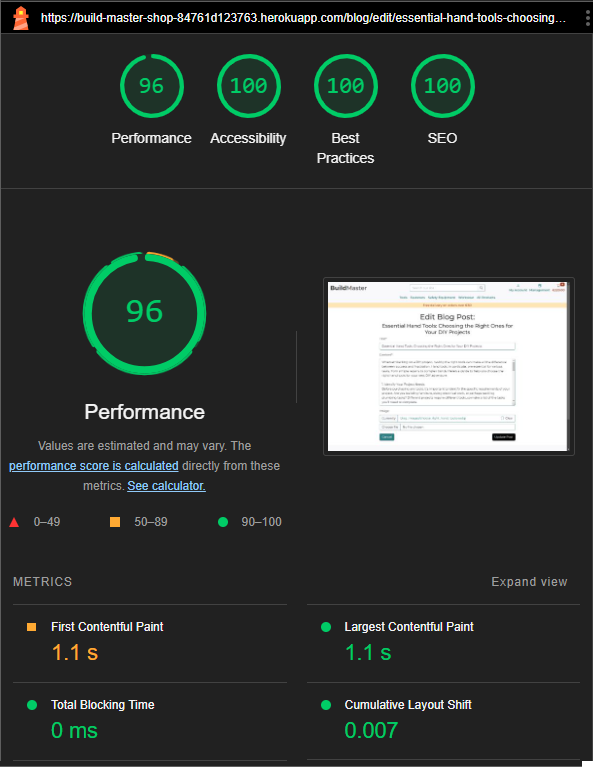 https://build-master-shop-84761d123763.herokuapp.com/blog/edit/essential-hand-tools-choosing...
96
100
100
100
Performance
Accessibility
Best
Practices
SEO
96
Performance
Values are estimated and may vary. The
performance score is calculated directly from these
metrics. See calculator.
0–49
50–89
90–100
BuildMaster
Edit Blog Post:
Essential Hand Tools: Choosing the Right Ones for
Your DIY Projects
METRICS
Expand view
First Contentful Paint
1.1 s
Largest Contentful Paint
1.1 s
Total Blocking Time
0 ms
Cumulative Layout Shift
0.007